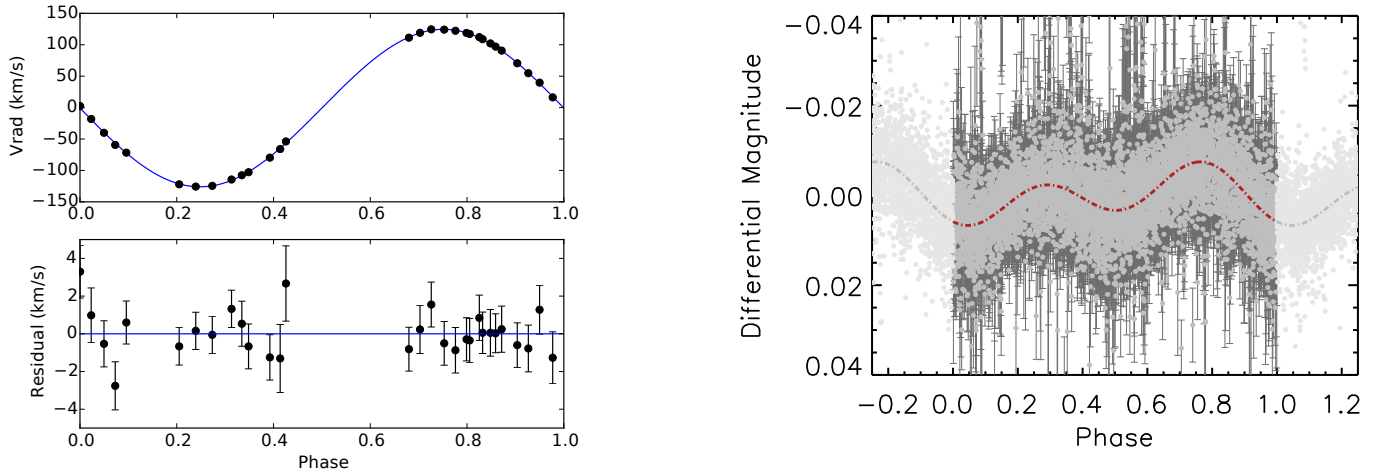 150
100
50
0
−50
−100
−150
Vrad (km/s)
0.0 0.2 0.4 0.6 0.8 1.0
4
2
0
−2
−4
Residual (km/s)
0.0 0.2 0.4 0.6 0.8 1.0
Phase
−0.04
−0.02
0.00
0.02
0.04
Differential Magnitude
−0.2 0.0 0.2 0.4 0.6 0.8 1.0 1.2
Phase